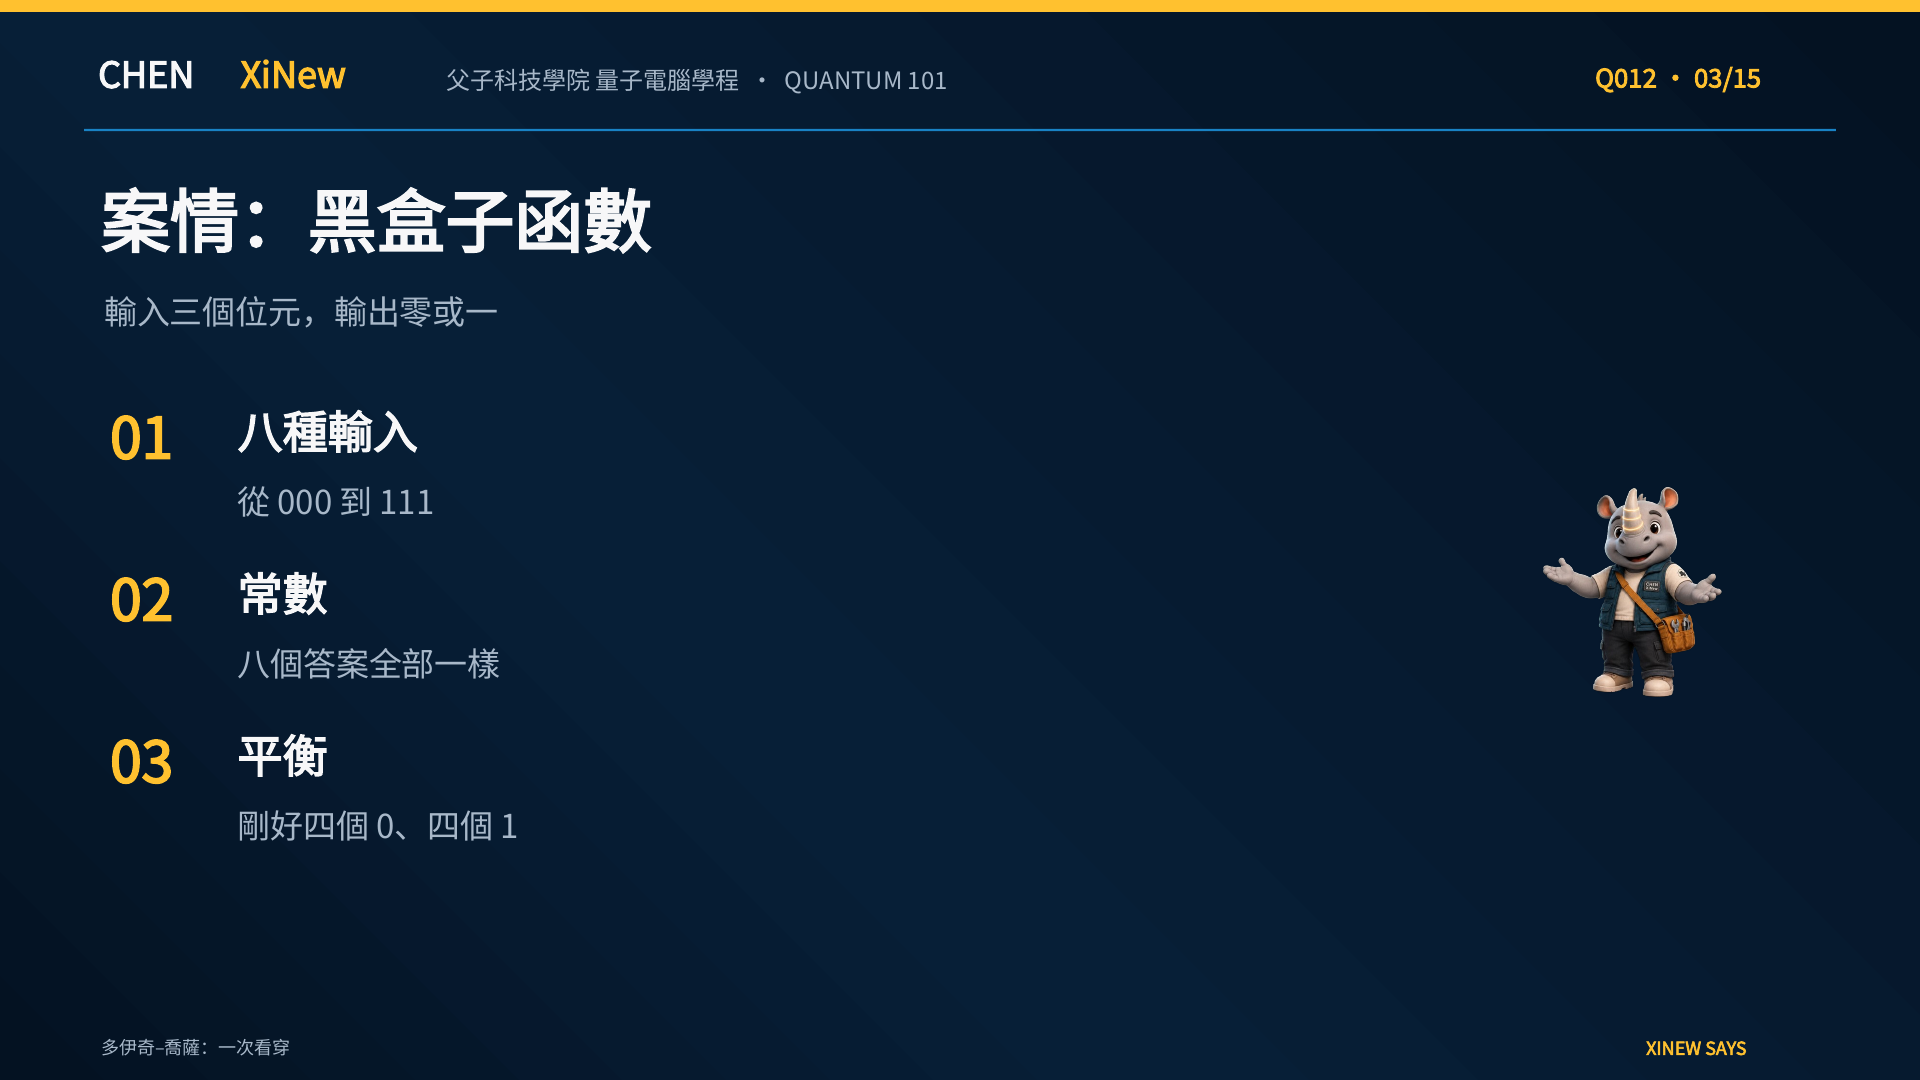 CHEN XiNew 父子科技學院 量子電腦學程 • QUANTUM 101 Q012 • 03/15
案情：黑盒子函數
輸入三個位元，輸出零或一
01 八種輸入
從 000 到 111
02 常數
八個答案全部一樣
03 平衡
剛好四個 0、四個 1
多伊奇–喬薩：一次看穿 XINEW SAYS